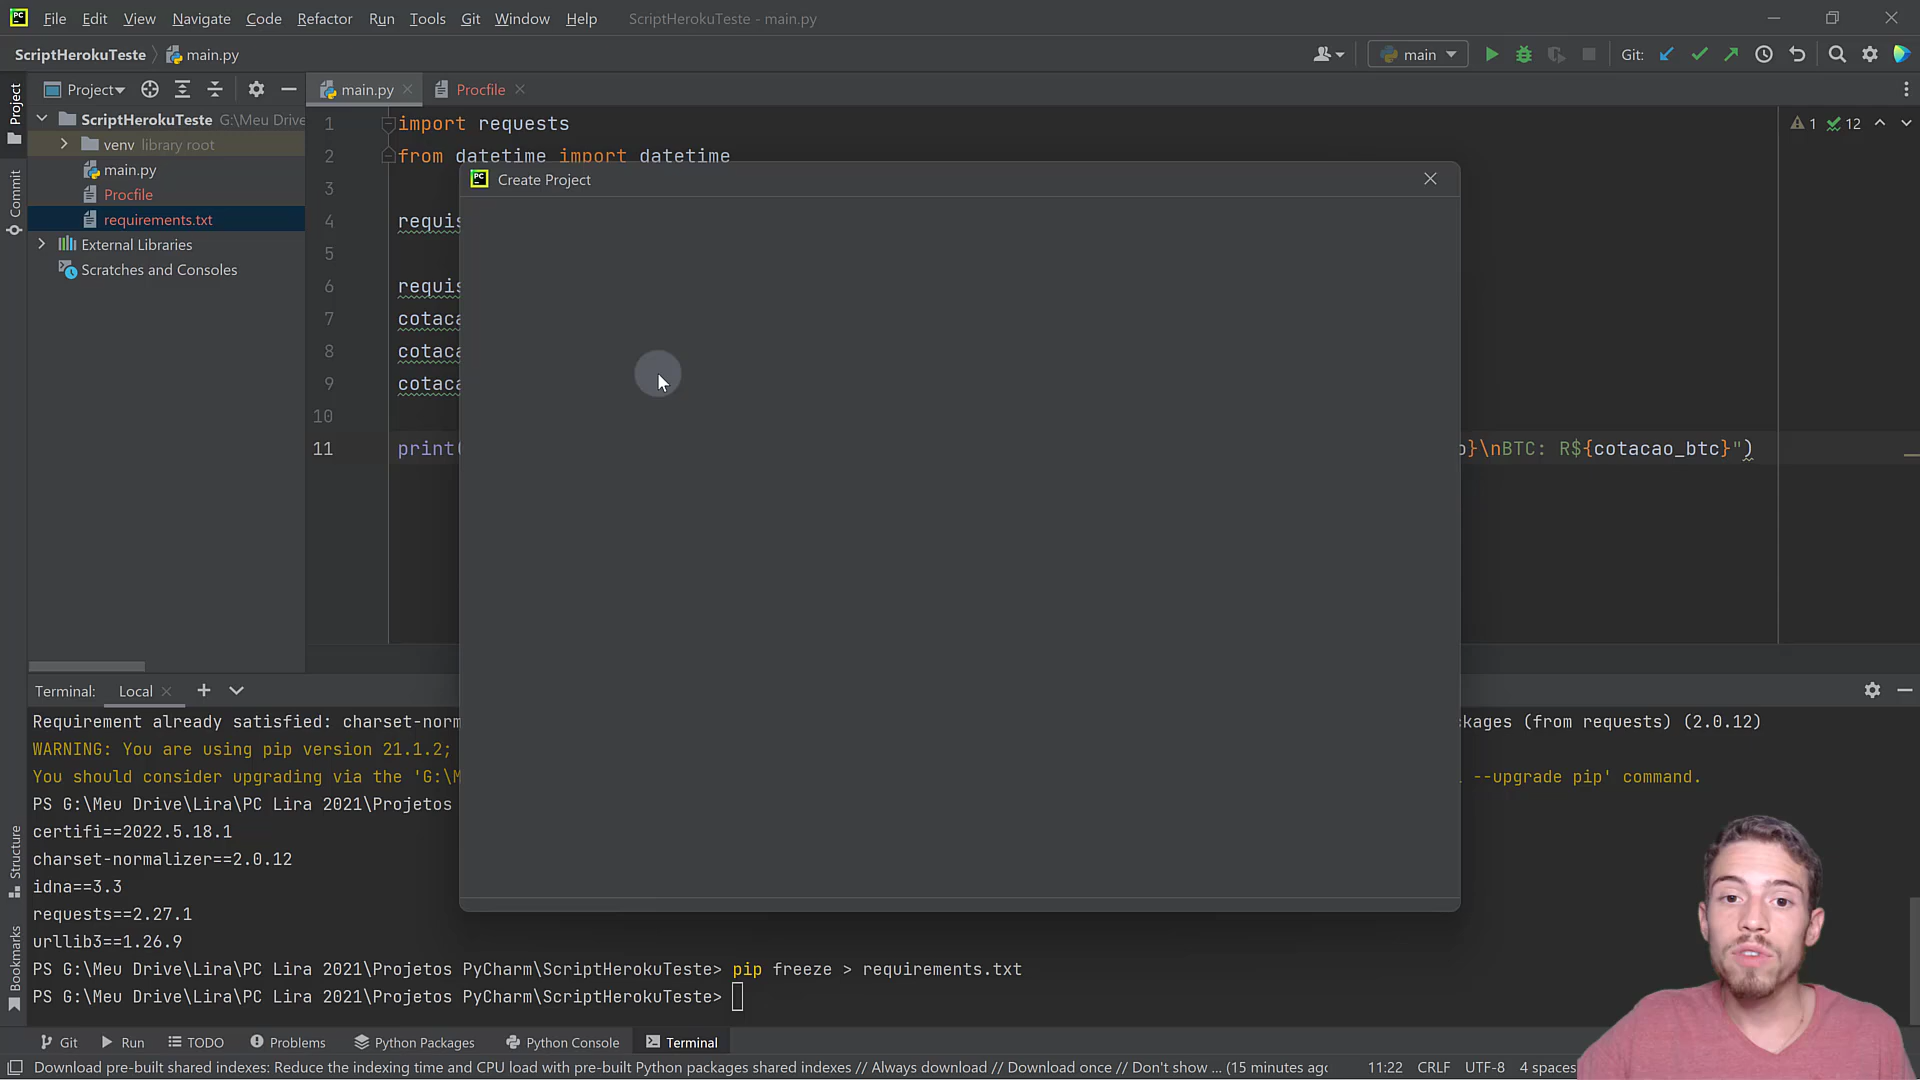 File Edit View Navigate Code Refactor Run Tools Git Window Help ScriptHerokuTeste - main.py
ScriptHerokuTeste main.py main Git:
Project
Project
main.py
Procfile
ScriptHerokuTeste G:\Meu Drive
venv library root
main.py
Procfile
requirements.txt
External Libraries
Scratches and Consoles
Commit
1 import requests
1 12
2 from datetime import datetime
Create Project
3
4 requis
5
6 requis
7 cotaca
8 cotaca
9 cotaca
10
11 print( }\nBTC: R${cotacao_btc}")
Terminal: Local
Requirement already satisfied: charset-norm kages (from requests) (2.0.12)
WARNING: You are using pip version 21.1.2;
You should consider upgrading via the 'G:\M --upgrade pip' command.
PS G:\Meu Drive\Lira\PC Lira 2021\Projetos
certifi==2022.5.18.1
charset-normalizer==2.0.12
idna==3.3
requests==2.27.1
urllib3==1.26.9
PS G:\Meu Drive\Lira\PC Lira 2021\Projetos PyCharm\ScriptHerokuTeste> pip freeze > requirements.txt
PS G:\Meu Drive\Lira\PC Lira 2021\Projetos PyCharm\ScriptHerokuTeste>
Structure
Bookmarks
Git Run TODO Problems Python Packages Python Console Terminal
Download pre-built shared indexes: Reduce the indexing time and CPU load with pre-built Python packages shared indexes // Always download // Download once // Don't show ... (15 minutes ago 11:22 CRLF UTF-8 4 spaces